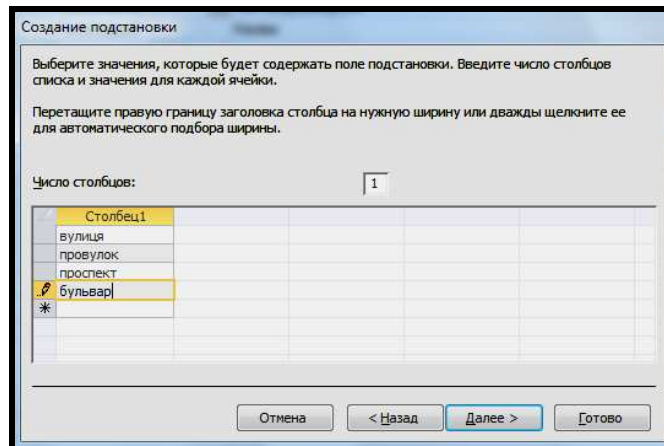 Создание подстановки
Выберите значения, которые будет содержать поле подстановки. Введите число столбцов
списка и значения для каждой ячейки.
Перетащите правую границу заголовка столбца на нужную ширину или дважды щелкните ее
для автоматического подбора ширины.
Число столбцов: 1
Столбец1
вулиця
провулок
проспект
бульвар
Отмена < Назад Далее > Готово